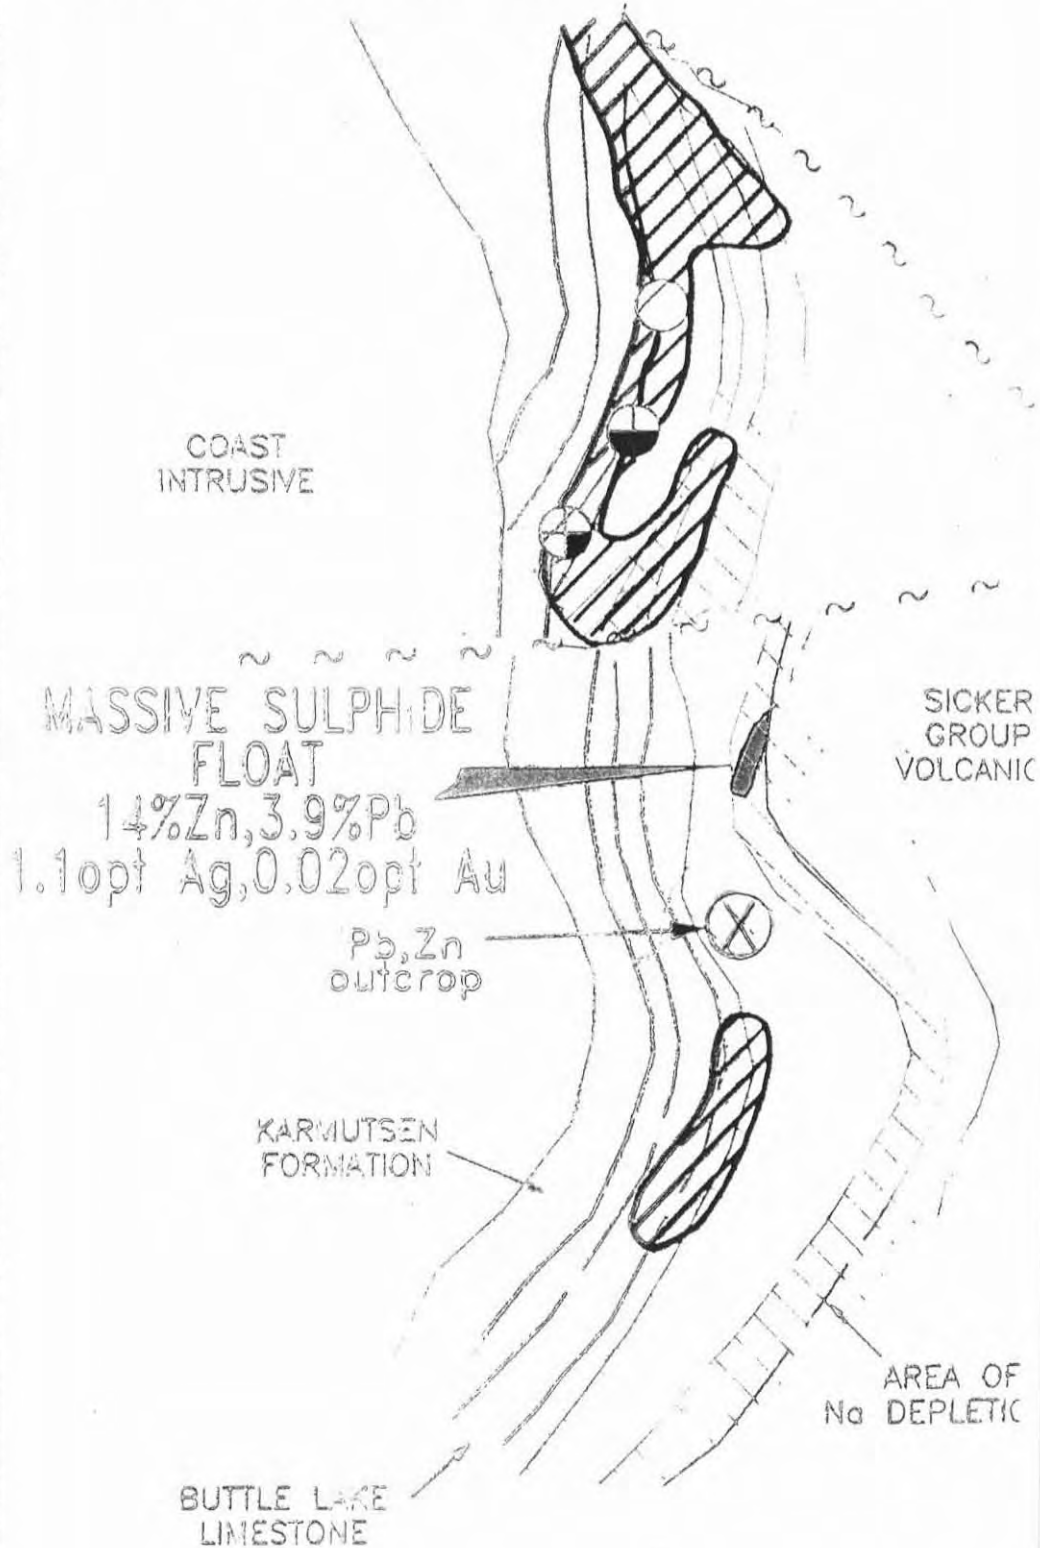 COAST
INTRUSIVE
MASSIVE SULPHIDE
FLOAT
14%Zn,3.9%Pb
1.1opt Ag,0.02opt Au
SICKER
GROUP
VOLCANIC
Pb,Zn
outcrop
KARMUTSEN
FORMATION
AREA OF
Na DEPLETIC
BUTTLE LAKE
LIMESTONE